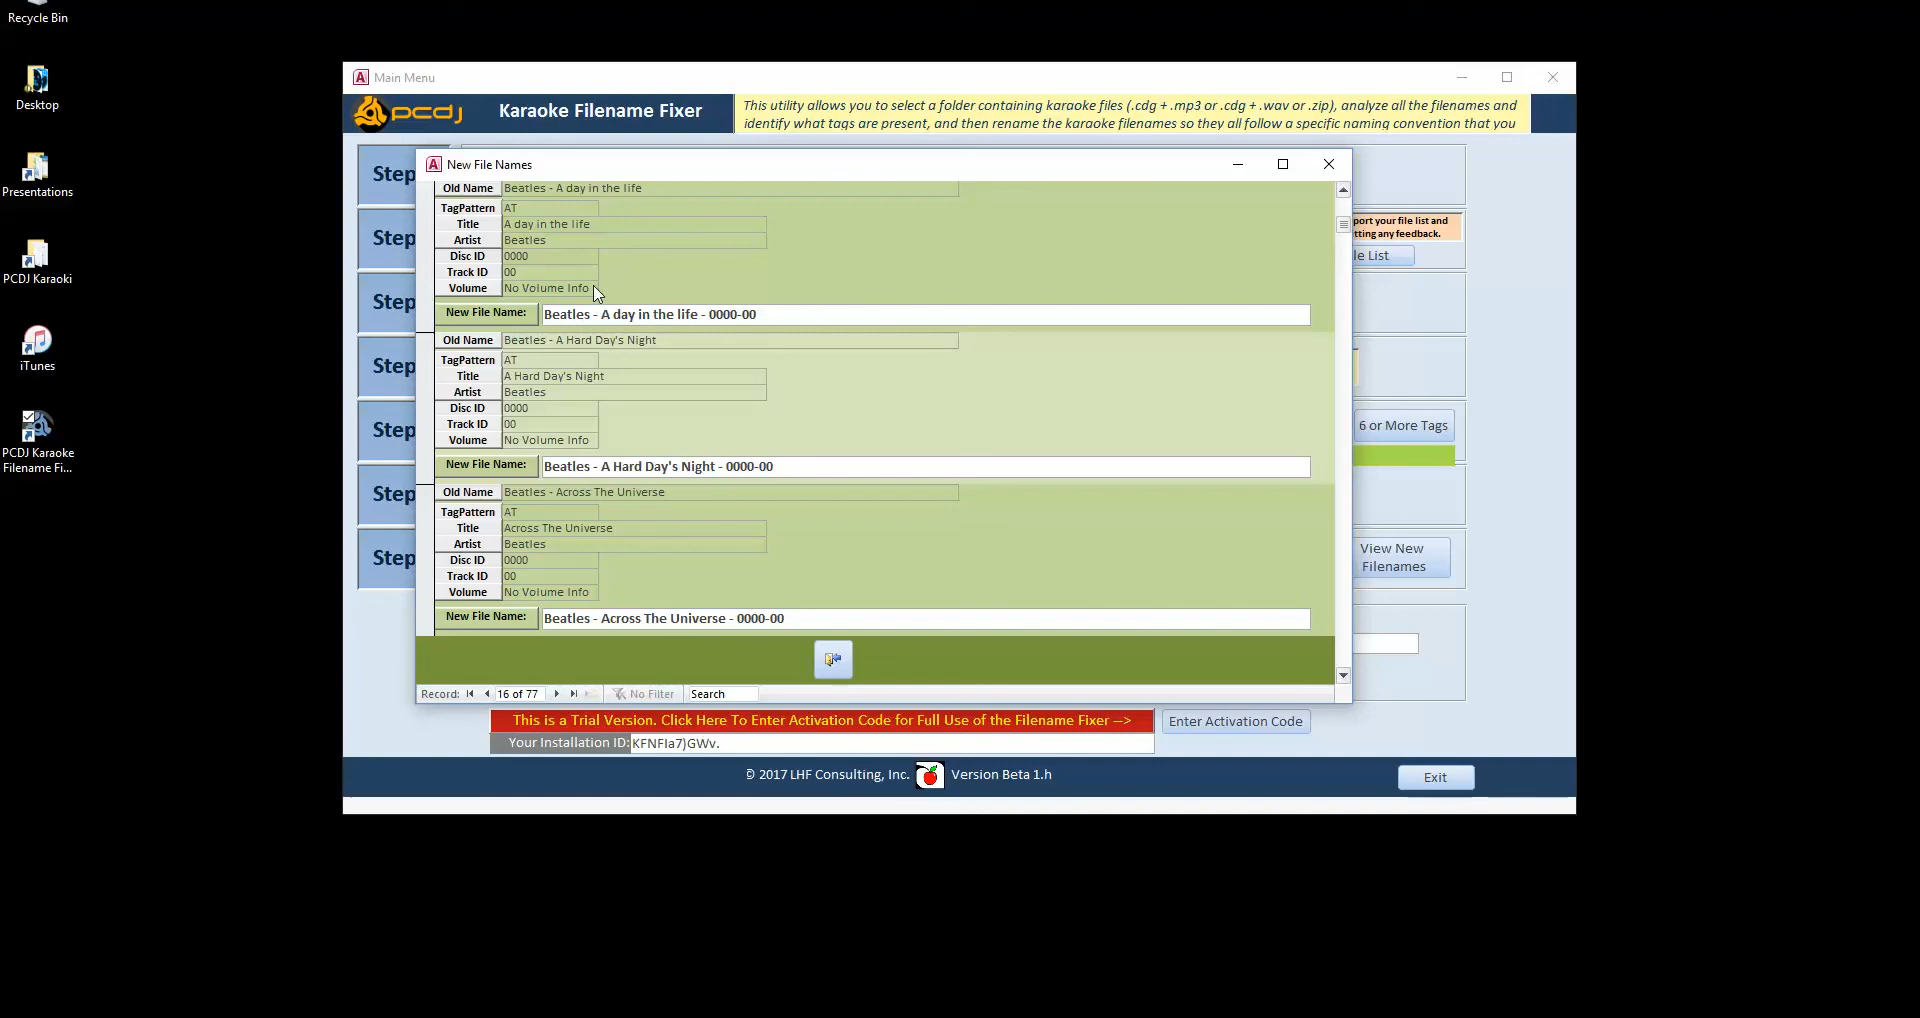 Recycle Bin
Desktop
Presentations
PCDJ Karaoki
iTunes
PCDJ Karaoke
Filename Fi...
Main Menu
pcdj
Karaoke Filename Fixer
This utility allows you to select a folder containing karaoke files (.cdg + .mp3 or .cdg + .wav or .zip), analyze all the filenames and
identify what tags are present, and then rename the karaoke filenames so they all follow a specific naming convention that you
Step
Step
Step
Step
Step
Step
Step
port your file list and
tting any feedback.
le List
6 or More Tags
View New
Filenames
New File Names
Old Name Beatles - A day in the life
TagPattern AT
Title A day in the life
Artist Beatles
Disc ID 0000
Track ID 00
Volume No Volume Info
New File Name: Beatles - A day in the life - 0000-00
Old Name Beatles - A Hard Day's Night
TagPattern AT
Title A Hard Day's Night
Artist Beatles
Disc ID 0000
Track ID 00
Volume No Volume Info
New File Name: Beatles - A Hard Day's Night - 0000-00
Old Name Beatles - Across The Universe
TagPattern AT
Title Across The Universe
Artist Beatles
Disc ID 0000
Track ID 00
Volume No Volume Info
New File Name: Beatles - Across The Universe - 0000-00
Record: 16 of 77 No Filter Search
This is a Trial Version. Click Here To Enter Activation Code for Full Use of the Filename Fixer -->
Enter Activation Code
Your Installation ID: KFNFIa7)GWv.
© 2017 LHF Consulting, Inc. Version Beta 1.h
Exit